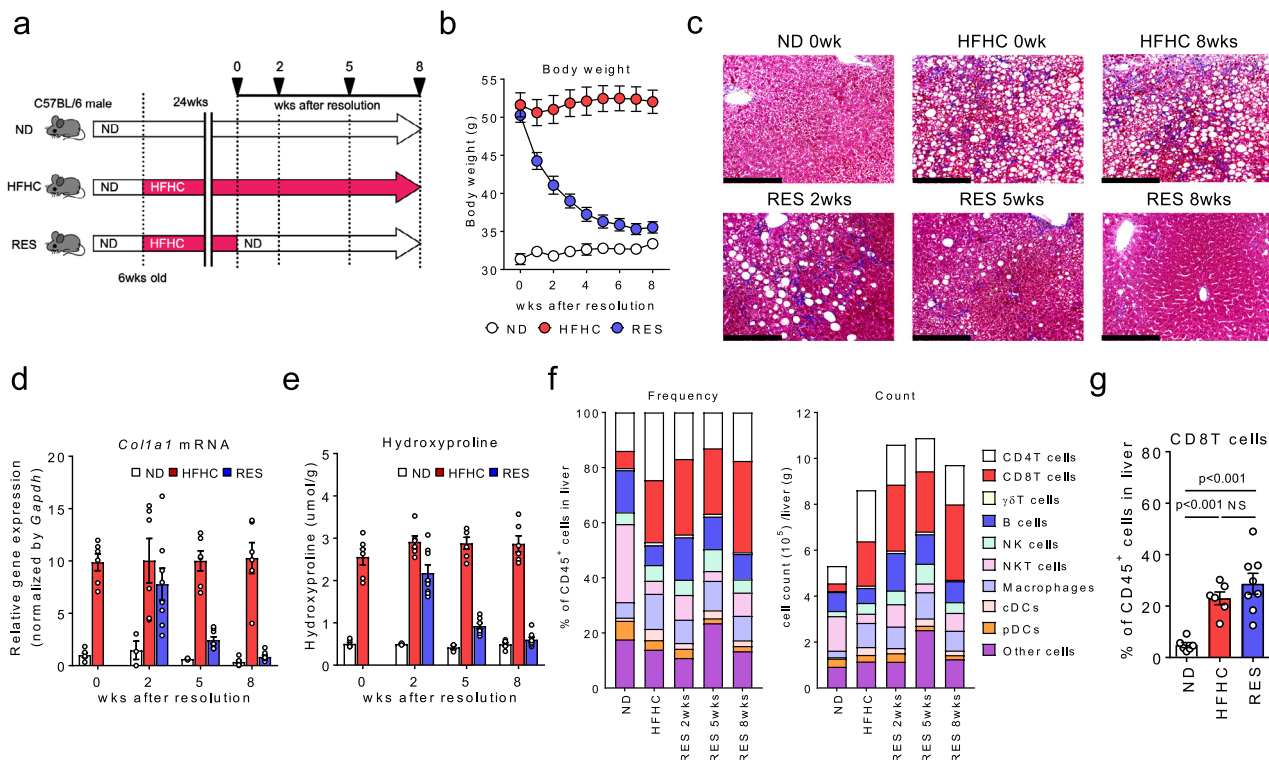 a
0 2 5 8
C57BL/6 male
24wks
wks after resolution
ND
ND
HFHC
ND
HFHC
RES
ND
HFHC
ND
6wks old
b
Body weight
Body weight (g)
55
50
45
40
35
30
0 2 4 6 8
wks after resolution
ND HFHC RES
c
ND 0wk
HFHC 0wk
HFHC 8wks
RES 2wks
RES 5wks
RES 8wks
d
Col1a1 mRNA
ND HFHC RES
Relative gene expression
(normalized by Gapdh)
20
15
10
5
0
0 2 5 8
wks after resolution
e
Hydroxyproline
ND HFHC RES
Hydroxyproline (umol/g)
5
4
3
2
1
0
0 2 5 8
wks after resolution
f
Frequency
% of CD45+ cells in liver
100
80
60
40
20
0
ND
HFHC
RES 2wks
RES 5wks
RES 8wks
Count
cell count (10⁵) /liver (g)
12
10
8
6
4
2
0
ND
HFHC
RES 2wks
RES 5wks
RES 8wks
CD4T cells
CD8T cells
γδT cells
B cells
NK cells
NKT cells
Macrophages
cDCs
pDCs
Other cells
g
CD8T cells
% of CD45+ cells in liver
80
60
40
20
0
p<0.001
p<0.001 NS
ND
HFHC
RES